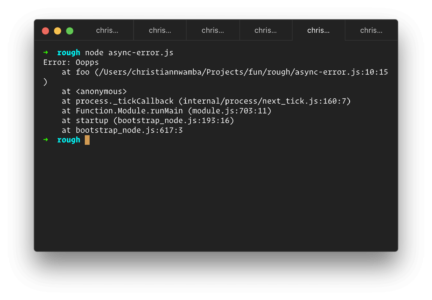 chris... chris... chris... chris... chris... chris...
➜ rough node async-error.js
Error: Oopps
at foo (/Users/christiannwamba/Projects/fun/rough/async-error.js:10:15
)
at <anonymous>
at process._tickCallback (internal/process/next_tick.js:160:7)
at Function.Module.runMain (module.js:703:11)
at startup (bootstrap_node.js:193:16)
at bootstrap_node.js:617:3
➜ rough